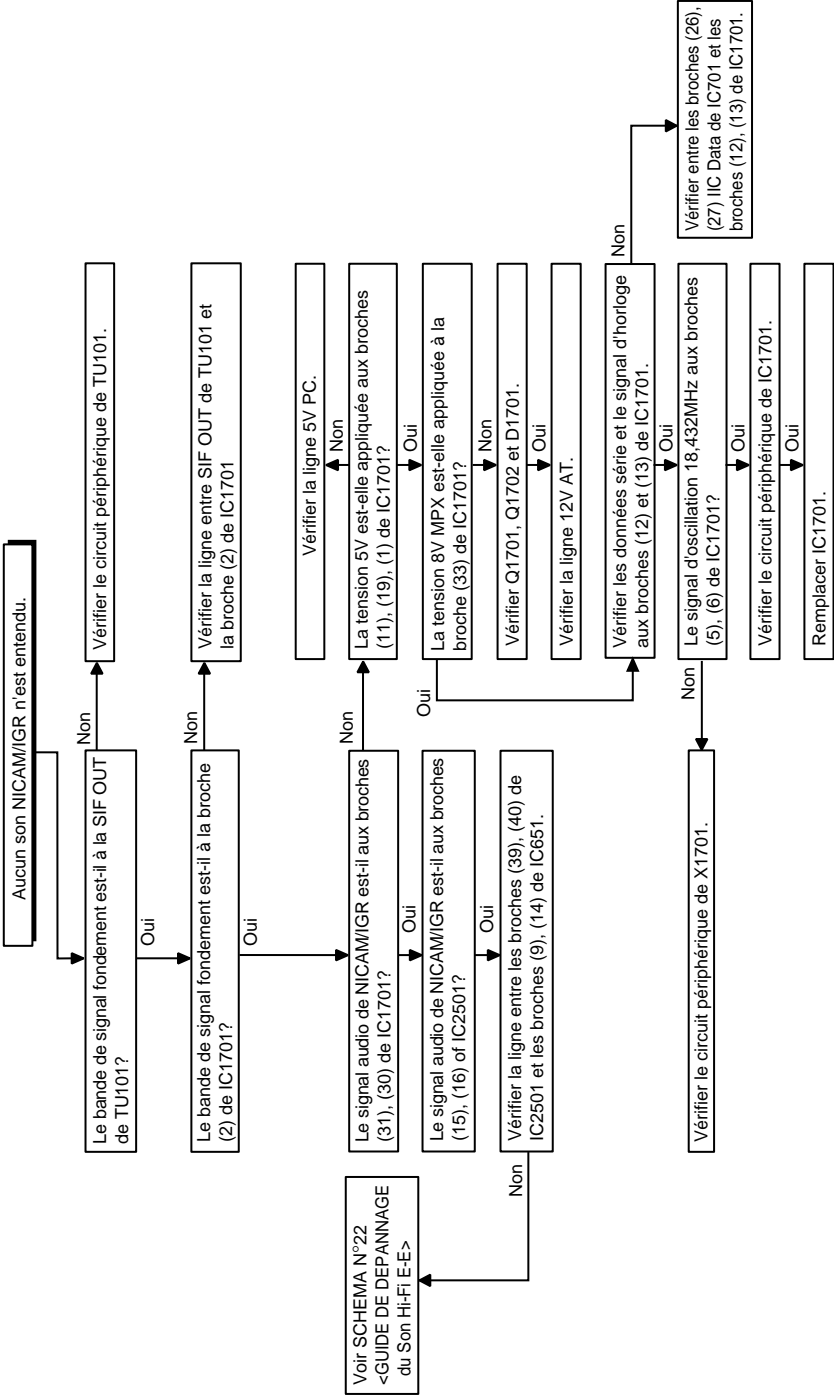 Aucun son NICAM/IGR n'est entendu.
Le bande de signal fondement est-il à la SIF OUT
de TU101?
Non
Vérifier le circuit périphérique de TU101.
Oui
Le bande de signal fondement est-il à la broche
(2) de IC1701?
Non
Vérifier la ligne entre SIF OUT de TU101 et
la broche (2) de IC1701
Oui
Le signal audio de NICAM/IGR est-il aux broches
(31), (30) de IC1701?
Non
La tension 5V est-elle appliquée aux broches
(11), (19), (1) de IC1701?
Non
Vérifier la ligne 5V PC.
Oui
Oui
Le signal audio de NICAM/IGR est-il aux broches
(15), (16) of IC2501?
Oui
Vérifier la ligne entre les broches (39), (40) de
IC2501 et les broches (9), (14) de IC651.
Non
Voir SCHEMA N°22
<GUIDE DE DEPANNAGE
du Son Hi-Fi E-E>
La tension 8V MPX est-elle appliquée à la
broche (33) de IC1701?
Non
Vérifier Q1701, Q1702 et D1701.
Oui
Vérifier la ligne 12V AT.
Oui
Vérifier les données série et le signal d'horloge
aux broches (12) et (13) de IC1701.
Non
Vérifier entre les broches (26),
(27) IIC Data de IC701 et les
broches (12), (13) de IC1701.
Oui
Le signal d'oscillation 18,432MHz aux broches
(5), (6) de IC1701?
Non
Vérifier le circuit périphérique de X1701.
Oui
Vérifier le circuit périphérique de IC1701.
Oui
Remplacer IC1701.